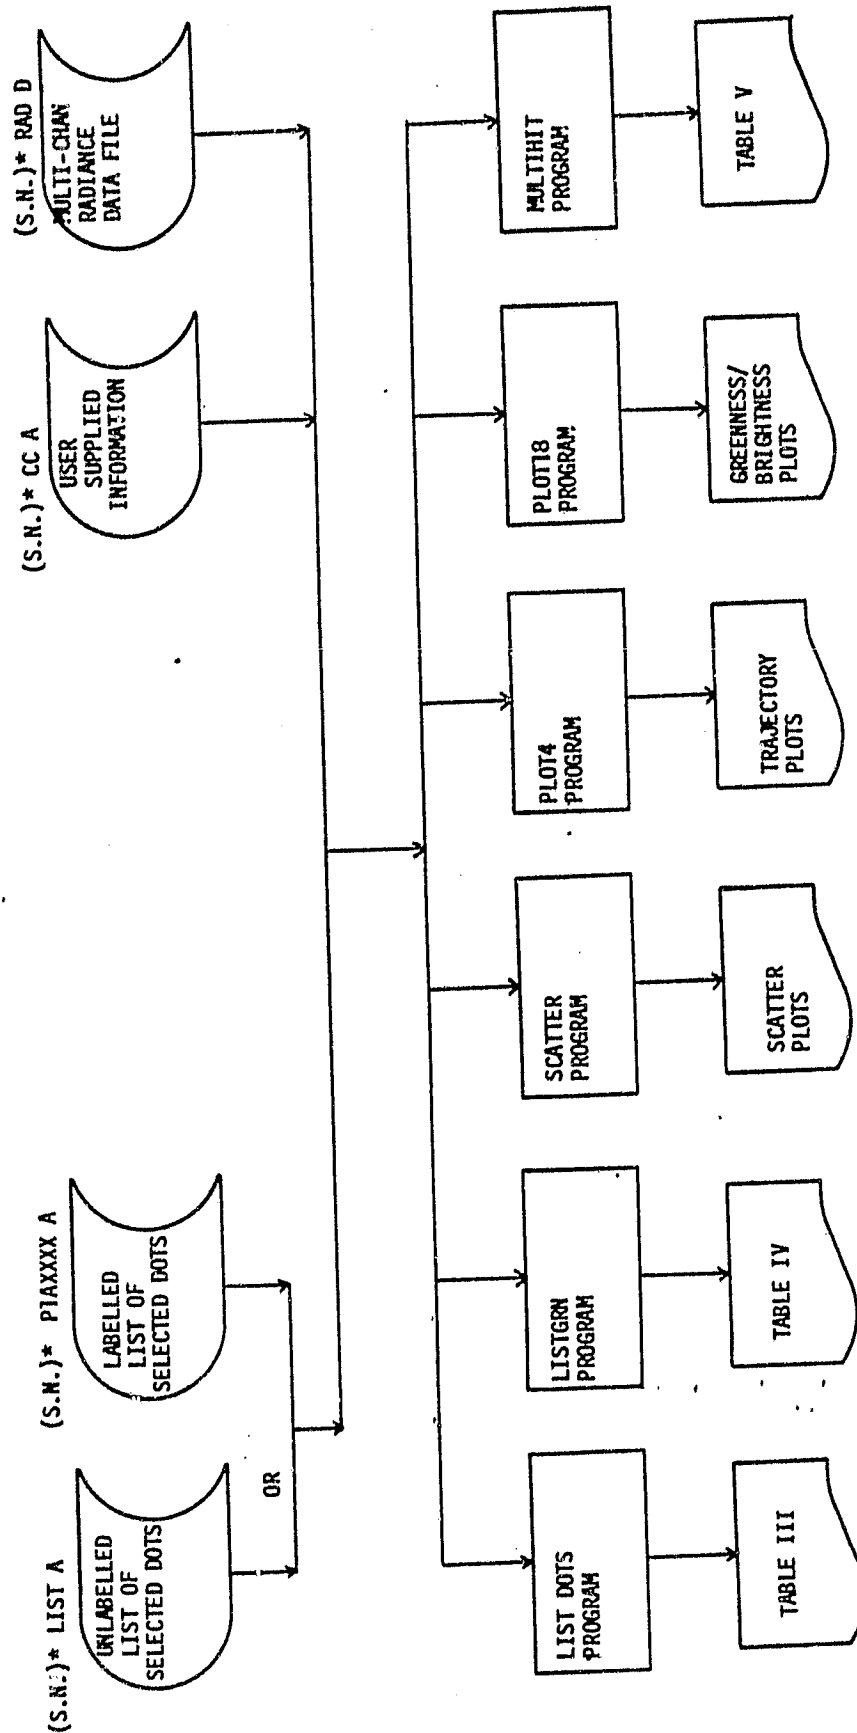 (S.N.)* LIST A
UNLABELLED
LIST OF
SELECTED DOTS
(S.N.)* P1AXXXX A
LABELLED
LIST OF
SELECTED DOTS
OR
(S.N.)* CC A
USER
SUPPLIED
INFORMATION
(S.N.)* RAD D
MULTI-CHAN
RADIANCE
DATA FILE
LIST DOTS
PROGRAM
LISTGRN
PROGRAM
SCATTER
PROGRAM
PLOT4
PROGRAM
PLOT18
PROGRAM
MULTIHIT
PROGRAM
TABLE III
TABLE IV
SCATTER
PLOTS
TRAJECTORY
PLOTS
GREENNESS/
BRIGHTNESS
PLOTS
TABLE V